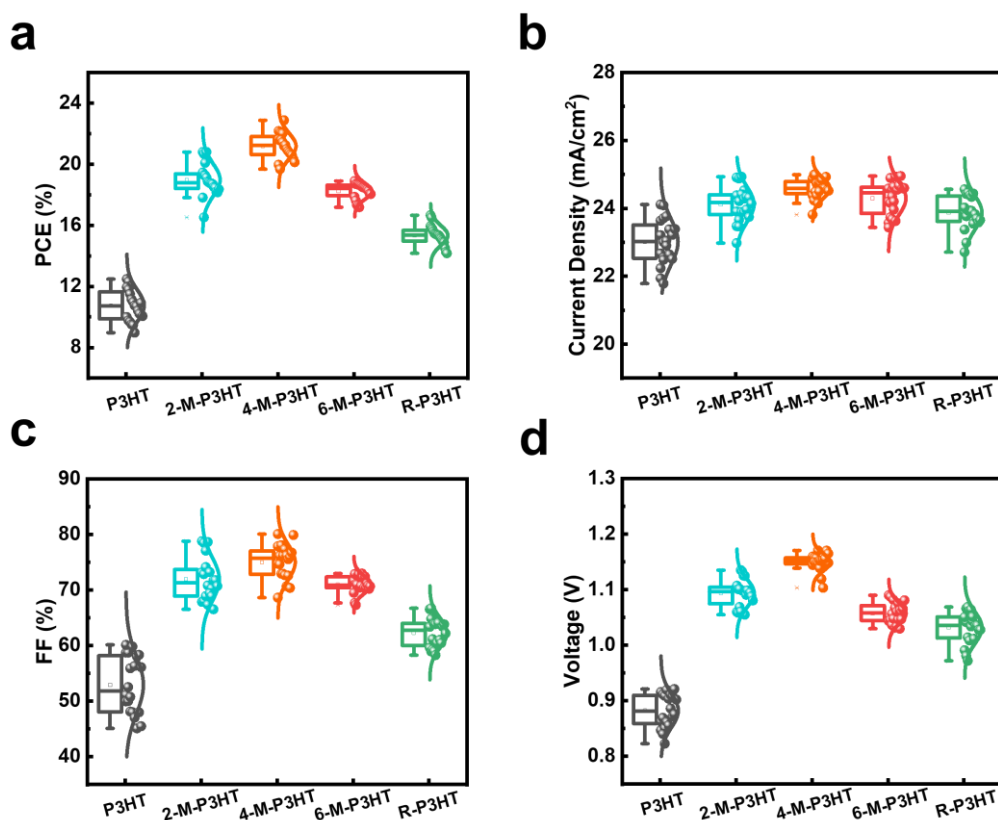 a
PCE (%)
24
20
16
12
8
P3HT 2-M-P3HT 4-M-P3HT 6-M-P3HT R-P3HT
b
Current Density (mA/cm²)
28
26
24
22
20
P3HT 2-M-P3HT 4-M-P3HT 6-M-P3HT R-P3HT
c
FF (%)
90
80
70
60
50
40
P3HT 2-M-P3HT 4-M-P3HT 6-M-P3HT R-P3HT
d
Voltage (V)
1.3
1.2
1.1
1.0
0.9
0.8
P3HT 2-M-P3HT 4-M-P3HT 6-M-P3HT R-P3HT